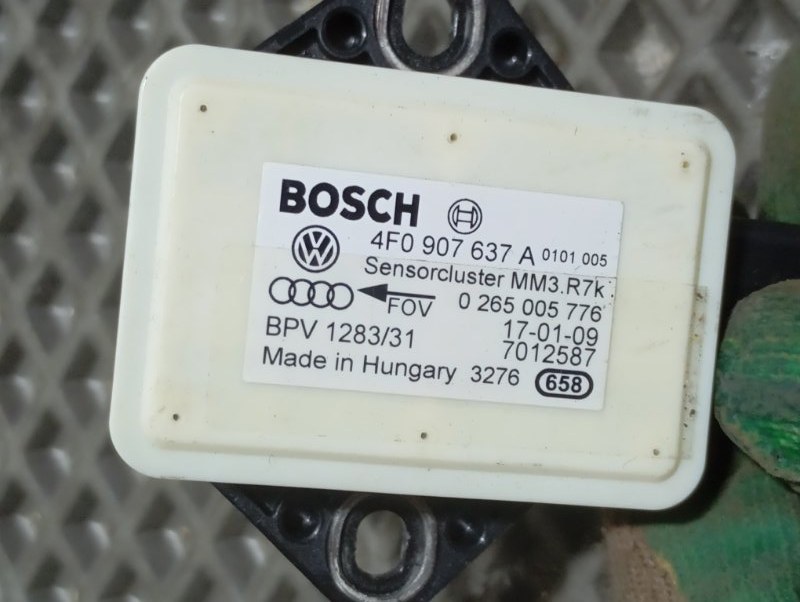 BOSCH
4F0 907 637 A 0101 005
Sensorcluster MM3.R7k
FOV 0 265 005 776
BPV 1283/31 17-01-09
7012587
Made in Hungary 3276 658